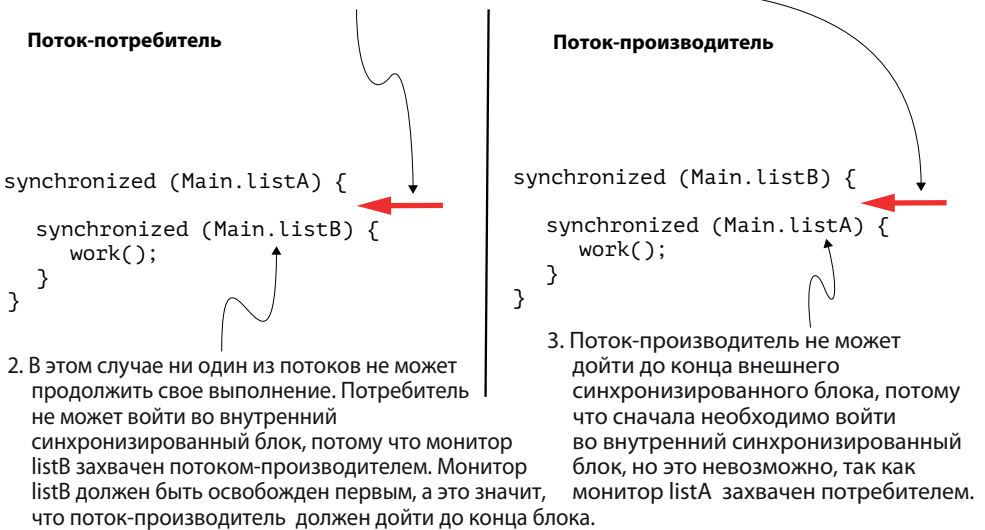 Поток-потребитель
synchronized (Main.listA) {
synchronized (Main.listB) {
work();
}
}
2. В этом случае ни один из потоков не может
продолжить свое выполнение. Потребитель
не может войти во внутренний
синхронизированный блок, потому что монитор
listB захвачен потоком-производителем. Монитор
listB должен быть освобожден первым, а это значит,
что поток-производитель должен дойти до конца блока.
Поток-производитель
synchronized (Main.listB) {
synchronized (Main.listA) {
work();
}
}
3. Поток-производитель не может
дойти до конца внешнего
синхронизированного блока, потому
что сначала необходимо войти
во внутренний синхронизированный
блок, но это невозможно, так как
монитор listA захвачен потребителем.